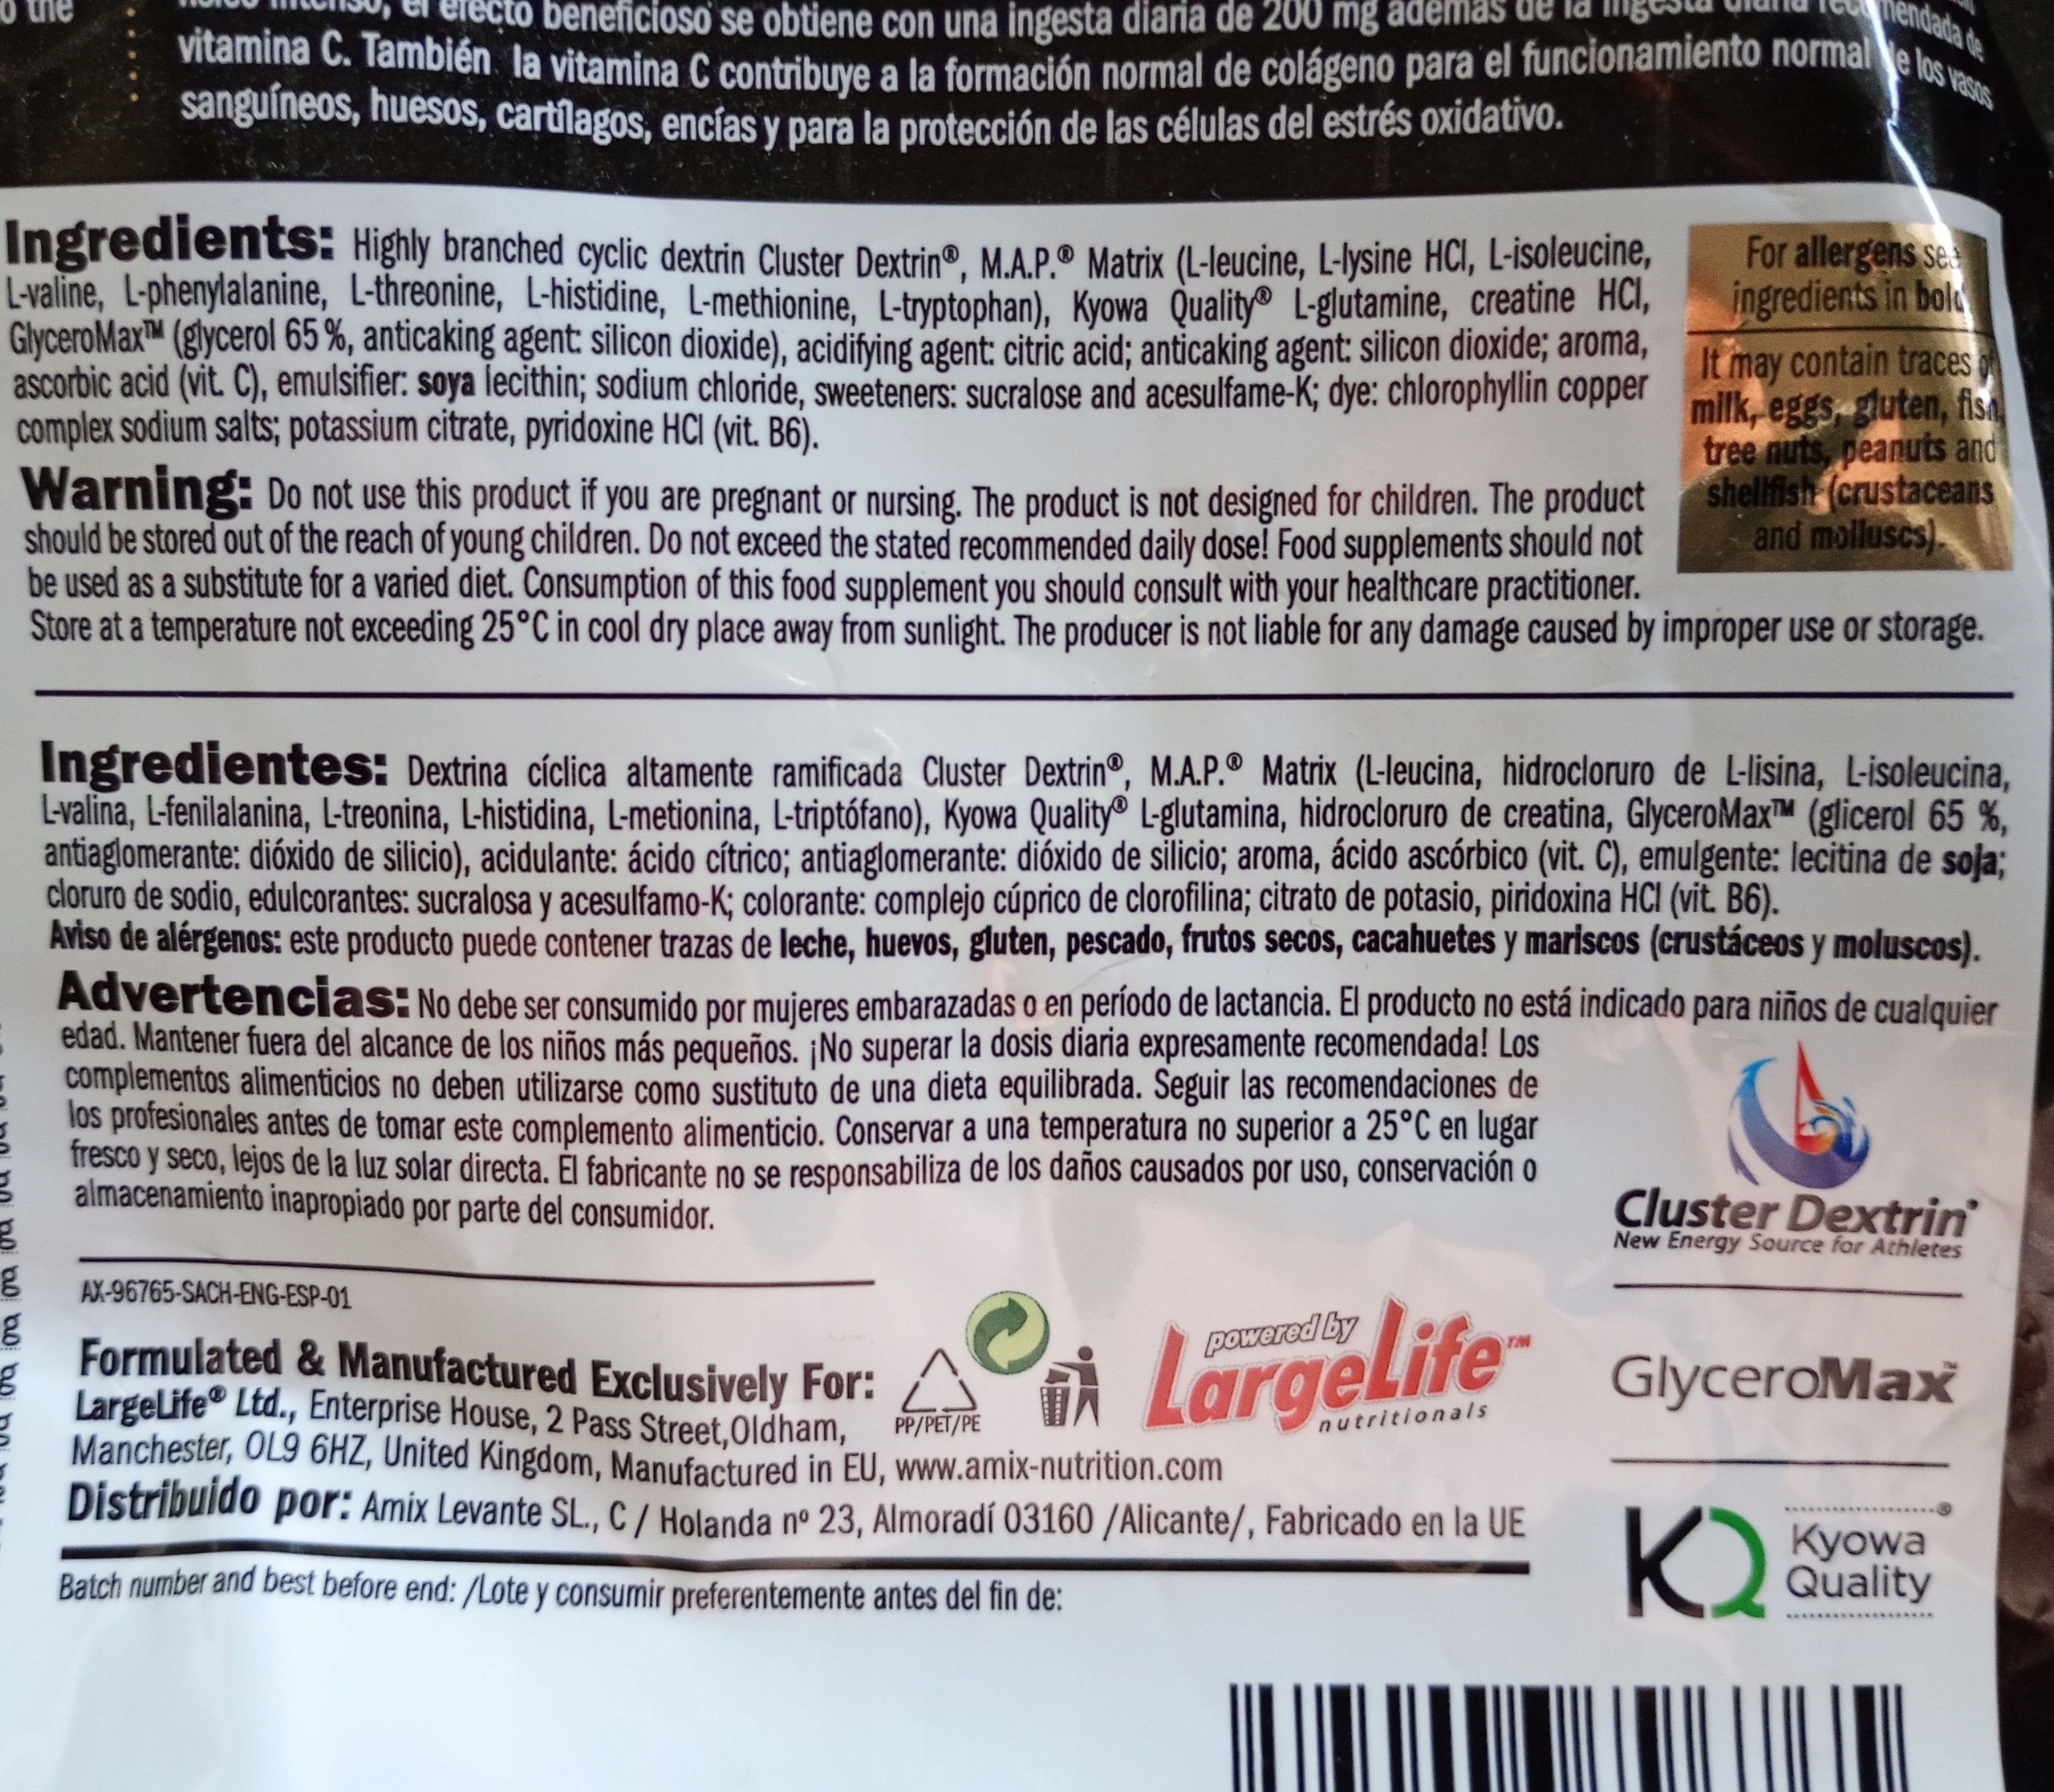 o the
el efecto beneficioso se obtiene con una ingesta diaria de 200 mg además de la ingesta diaria recomendada de
vitamina C. También la vitamina C contribuye a la formación normal de colágeno para el funcionamiento normal de los vasos
sanguíneos, huesos, cartílagos, encías y para la protección de las células del estrés oxidativo.
Ingredients: Highly branched cyclic dextrin Cluster Dextrin®, M.A.P.® Matrix (L-leucine, L-lysine HCl, L-isoleucine,
L-valine, L-phenylalanine, L-threonine, L-histidine, L-methionine, L-tryptophan), Kyowa Quality® L-glutamine, creatine HCl,
GlyceroMax™ (glycerol 65 %, anticaking agent: silicon dioxide), acidifying agent: citric acid; anticaking agent: silicon dioxide; aroma,
ascorbic acid (vit. C), emulsifier: soya lecithin; sodium chloride, sweeteners: sucralose and acesulfame-K; dye: chlorophyllin copper
complex sodium salts; potassium citrate, pyridoxine HCl (vit. B6).
For allergens see
ingredients in bold
It may contain traces of
milk, eggs, gluten, fish,
tree nuts, peanuts and
shellfish (crustaceans
and molluscs).
Warning: Do not use this product if you are pregnant or nursing. The product is not designed for children. The product
should be stored out of the reach of young children. Do not exceed the stated recommended daily dose! Food supplements should not
be used as a substitute for a varied diet. Consumption of this food supplement you should consult with your healthcare practitioner.
Store at a temperature not exceeding 25°C in cool dry place away from sunlight. The producer is not liable for any damage caused by improper use or storage.
Ingredientes: Dextrina cíclica altamente ramificada Cluster Dextrin®, M.A.P.® Matrix (L-leucina, hidrocloruro de L-lisina, L-isoleucina,
L-valina, L-fenilalanina, L-treonina, L-histidina, L-metionina, L-triptófano), Kyowa Quality® L-glutamina, hidrocloruro de creatina, GlyceroMax™ (glicerol 65 %,
antiaglomerante: dióxido de silicio), acidulante: ácido cítrico; antiaglomerante: dióxido de silicio; aroma, ácido ascórbico (vit. C), emulgente: lecitina de soja;
cloruro de sodio, edulcorantes: sucralosa y acesulfamo-K; colorante: complejo cúprico de clorofilina; citrato de potasio, piridoxina HCl (vit. B6).
Aviso de alérgenos: este producto puede contener trazas de leche, huevos, gluten, pescado, frutos secos, cacahuetes y mariscos (crustáceos y moluscos).
Advertencias: No debe ser consumido por mujeres embarazadas o en período de lactancia. El producto no está indicado para niños de cualquier
edad. Mantener fuera del alcance de los niños más pequeños. ¡No superar la dosis diaria expresamente recomendada! Los
complementos alimenticios no deben utilizarse como sustituto de una dieta equilibrada. Seguir las recomendaciones de
los profesionales antes de tomar este complemento alimenticio. Conservar a una temperatura no superior a 25°C en lugar
fresco y seco, lejos de la luz solar directa. El fabricante no se responsabiliza de los daños causados por uso, conservación o
almacenamiento inapropiado por parte del consumidor.
Cluster Dextrin®
New Energy Source for Athletes
AX-96765-SACH-ENG-ESP-01
Formulated & Manufactured Exclusively For:
LargeLife® Ltd., Enterprise House, 2 Pass Street,Oldham,
Manchester, OL9 6HZ, United Kingdom, Manufactured in EU, www.amix-nutrition.com
PP/PET/PE
powered by
LargeLife™
nutritionals
GlyceroMax™
Distribuido por: Amix Levante SL., C / Holanda nº 23, Almoradí 03160 /Alicante/, Fabricado en la UE
KQ Kyowa
Quality®
Batch number and best before end: /Lote y consumir preferentemente antes del fin de: